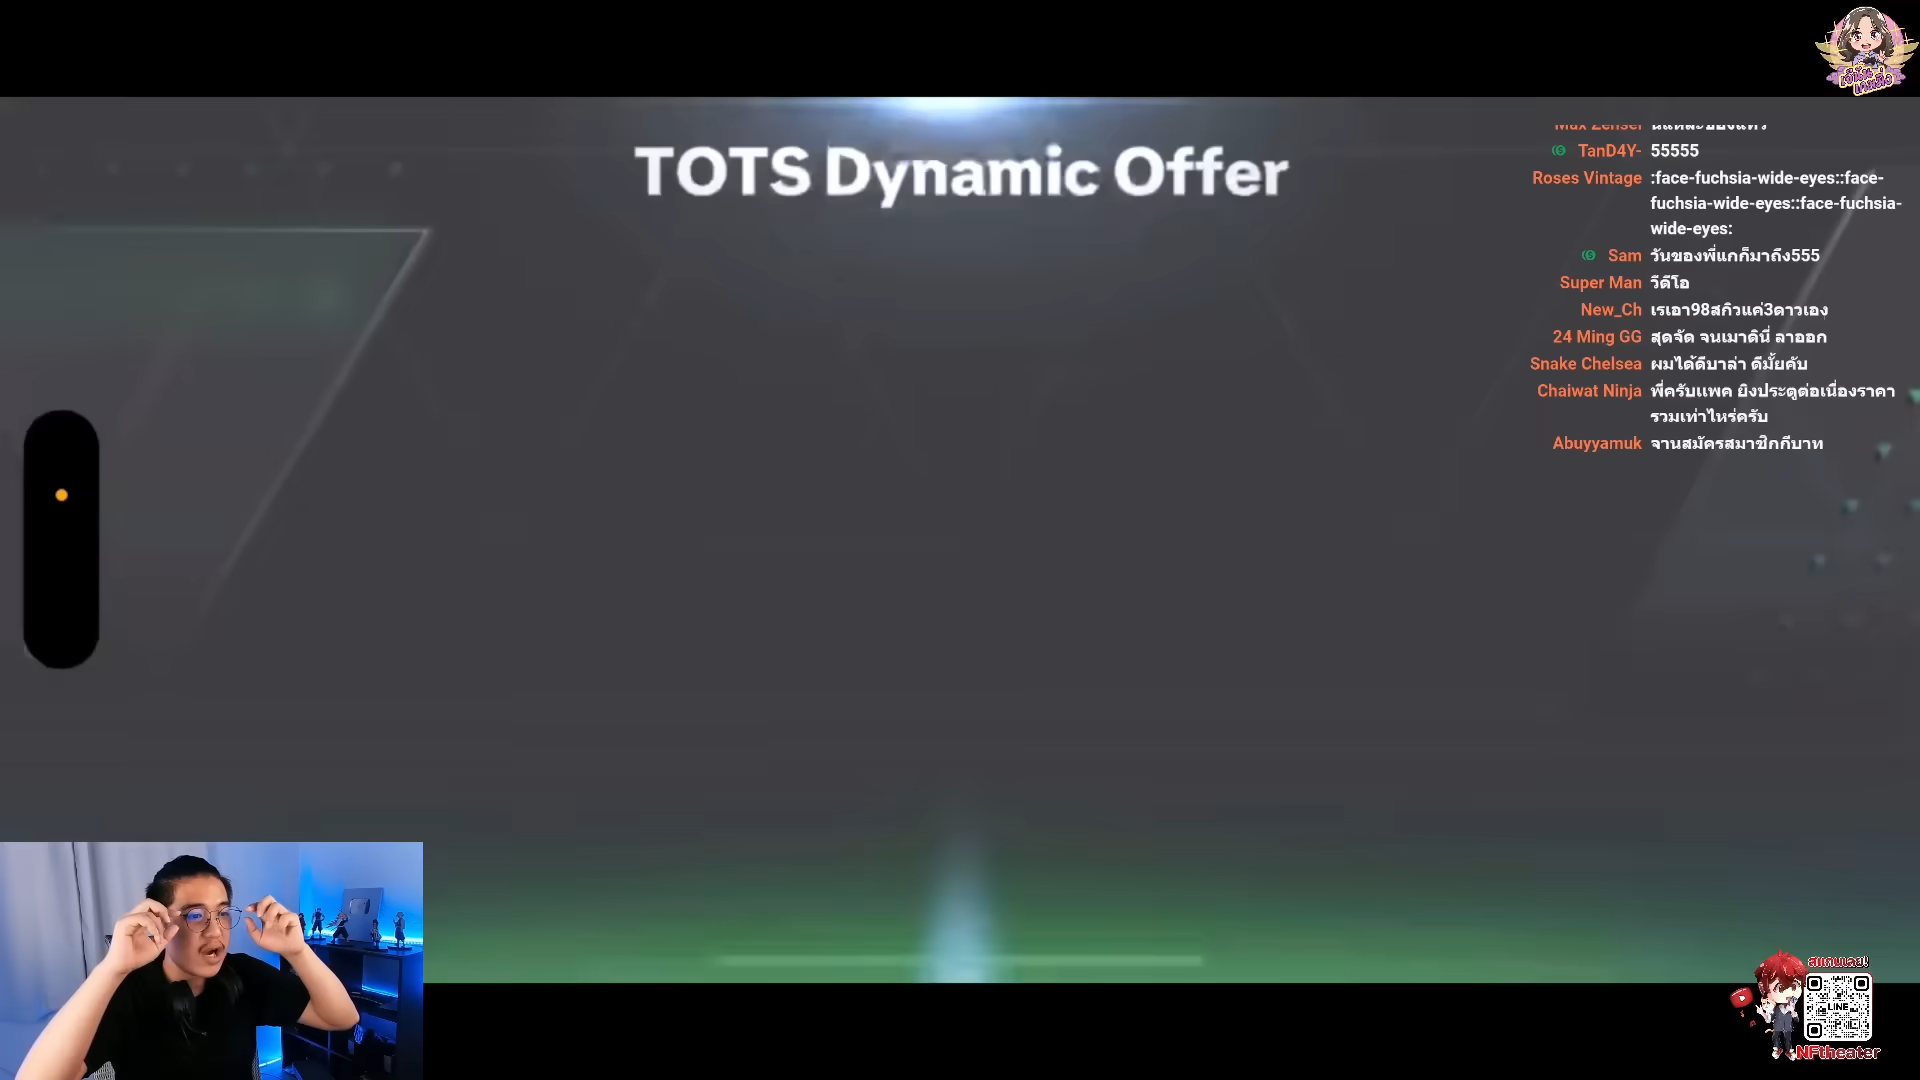 TOTS Dynamic Offer
TanD4Y- 55555
Roses Vintage :face-fuchsia-wide-eyes::face-
fuchsia-wide-eyes::face-fuchsia-
wide-eyes:
Sam วันของพี่แกก็มาถึง555
Super Man วีดีโอ
New_Ch เรเอา98สกิวแค่3ดาวเอง
24 Ming GG สุดจัด จนเมาดินี่ ลาออก
Snake Chelsea ผมได้ดีบาล่า ดีมั้ยคับ
Chaiwat Ninja พี่ครับแพค ยิงประตูต่อเนื่องราคา
รวมเท่าไหร่ครับ
Abuyyamuk จานสมัครสมาชิกกี่บาท
สแกนเลย!
LINE
NFtheater